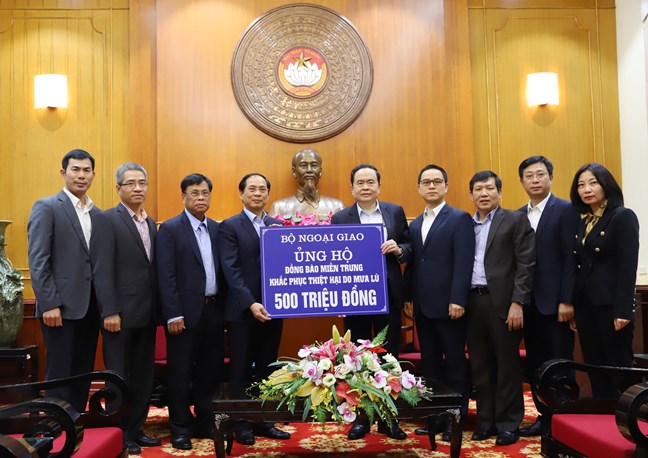 BỘ NGOẠI GIAO
ỦNG HỘ
ĐỒNG BÀO MIỀN TRUNG
KHẮC PHỤC THIỆT HẠI DO MƯA LŨ
500 TRIỆU ĐỒNG